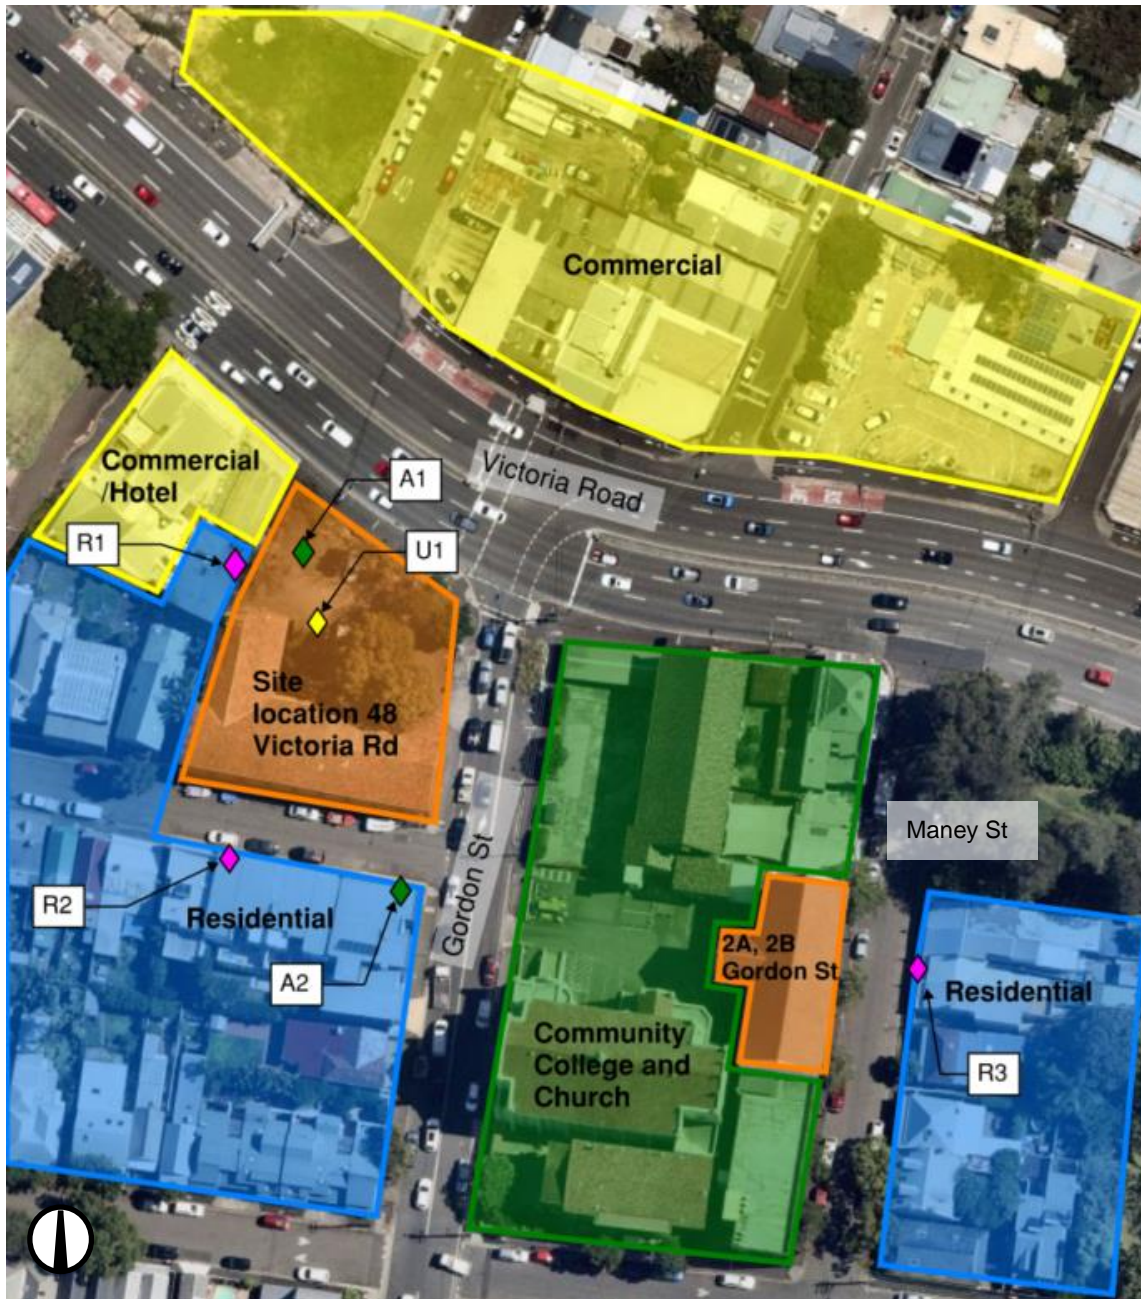 Commercial
Commercial
/Hotel
A1
Victoria Road
R1
U1
Site
location 48
Victoria Rd
Maney St
R2
Residential
Gordon St
A2
2A, 2B
Gordon St
Residential
Community
College and
Church
R3